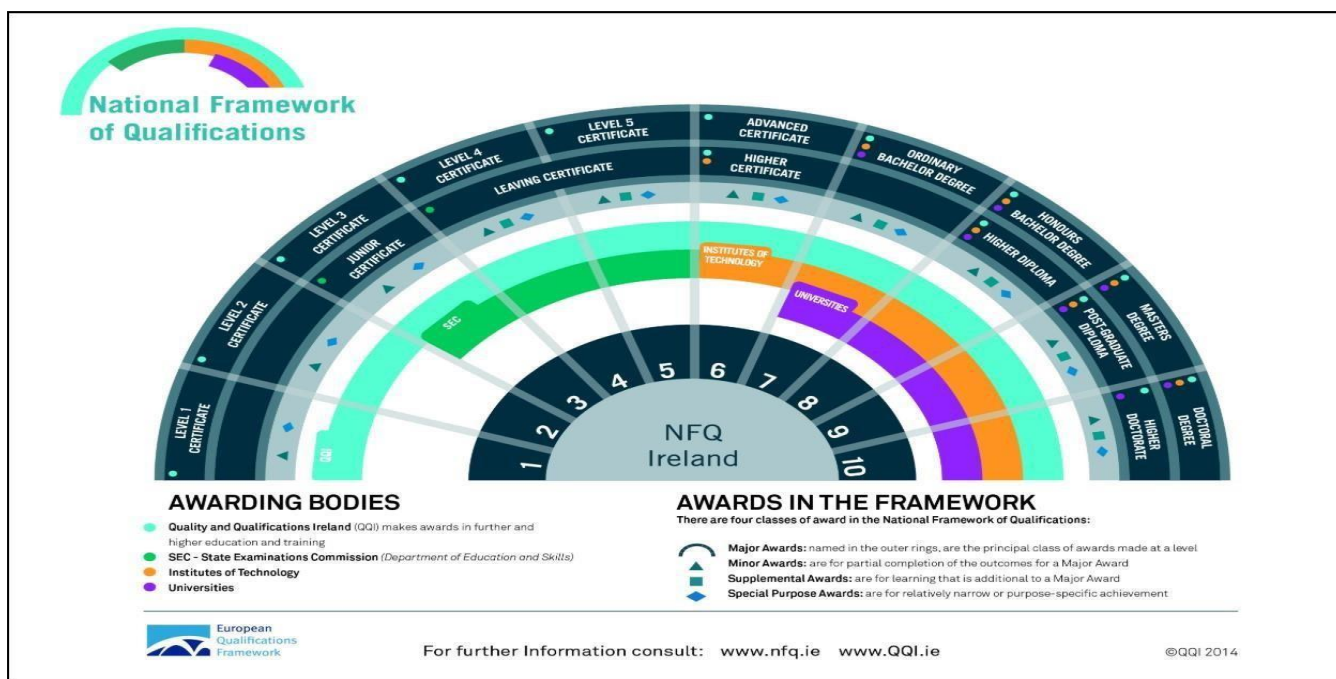 National Framework
of Qualifications
LEVEL 1
CERTIFICATE
LEVEL 2
CERTIFICATE
LEVEL 3
CERTIFICATE
JUNIOR
CERTIFICATE
LEVEL 4
CERTIFICATE
LEVEL 5
CERTIFICATE
LEAVING CERTIFICATE
ADVANCED
CERTIFICATE
HIGHER
CERTIFICATE
ORDINARY
BACHELOR DEGREE
HONOURS
BACHELOR DEGREE
HIGHER DIPLOMA
MASTERS
DEGREE
POST-GRADUATE
DIPLOMA
DOCTORAL
DEGREE
HIGHER
DOCTORATE
QQI
SEC
INSTITUTES OF
TECHNOLOGY
UNIVERSITIES
1
2
3
4
5
6
7
8
9
10
NFQ
Ireland
AWARDING BODIES
Quality and Qualifications Ireland (QQI) makes awards in further and
higher education and training
SEC - State Examinations Commission (Department of Education and Skills)
Institutes of Technology
Universities
AWARDS IN THE FRAMEWORK
There are four classes of award in the National Framework of Qualifications:
Major Awards: named in the outer rings, are the principal class of awards made at a level
Minor Awards: are for partial completion of the outcomes for a Major Award
Supplemental Awards: are for learning that is additional to a Major Award
Special Purpose Awards: are for relatively narrow or purpose-specific achievement
European
Qualifications
Framework
For further Information consult: www.nfq.ie www.QQI.ie
©QQI 2014